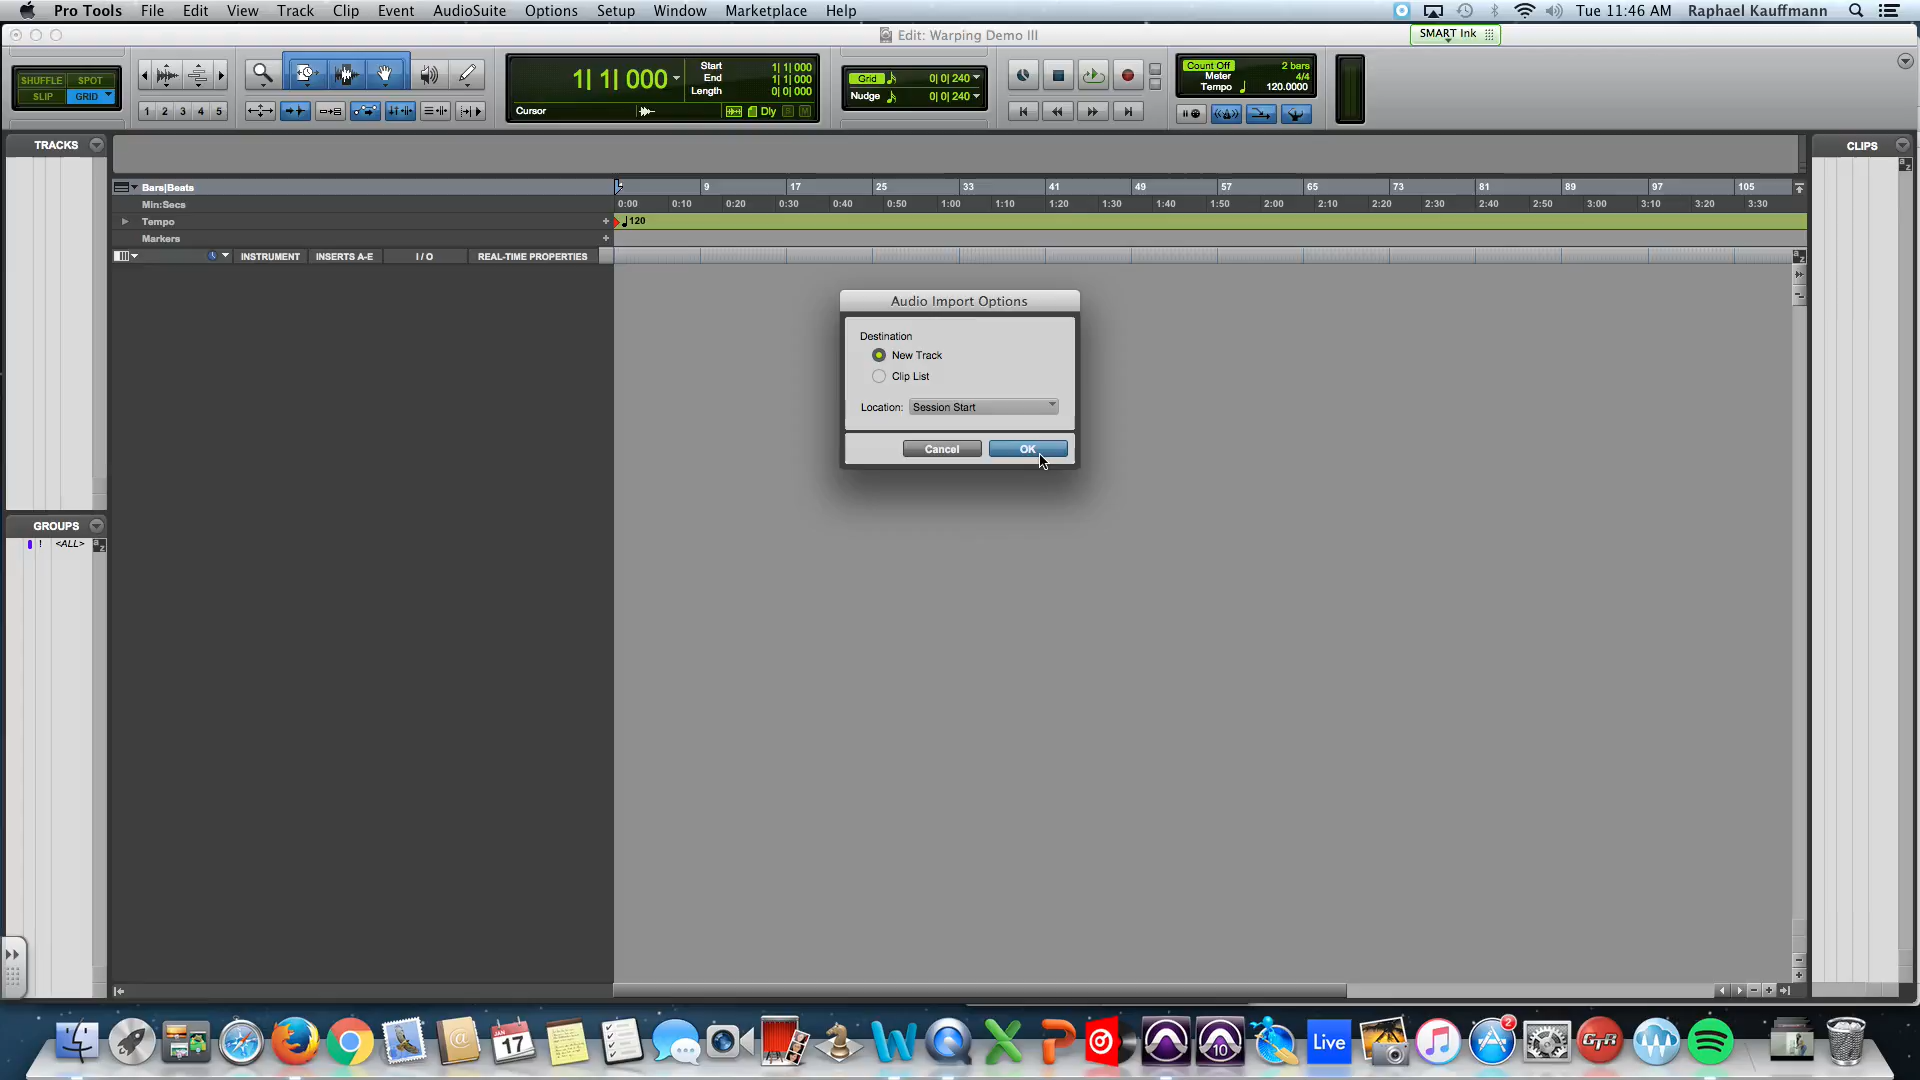 Pro Tools File Edit View Track Clip Event AudioSuite Options Setup Window Marketplace Help Tue 11:46 AM Raphael Kauffmann
Edit: Warping Demo III
SMART Ink
SHUFFLE SPOT
SLIP GRID
1 2 3 4 5
1| 1| 000
Start 1| 1| 000
End 1| 1| 000
Length 0| 0| 000
Cursor
Dly S M
Grid 0| 0| 240
Nudge 0| 0| 240
Count Off 2 bars
Meter 4/4
Tempo 120.0000
TRACKS
CLIPS
Bars|Beats 9 17 25 33 41 49 57 65 73 81 89 97 105
Min:Secs 0:00 0:10 0:20 0:30 0:40 0:50 1:00 1:10 1:20 1:30 1:40 1:50 2:00 2:10 2:20 2:30 2:40 2:50 3:00 3:10 3:20 3:30
Tempo 120
Markers
INSTRUMENT INSERTS A-E I / O REAL-TIME PROPERTIES
Audio Import Options
Destination
New Track
Clip List
Location: Session Start
Cancel OK
GROUPS
! <ALL>
JAN
17
10
Live
2
GTR